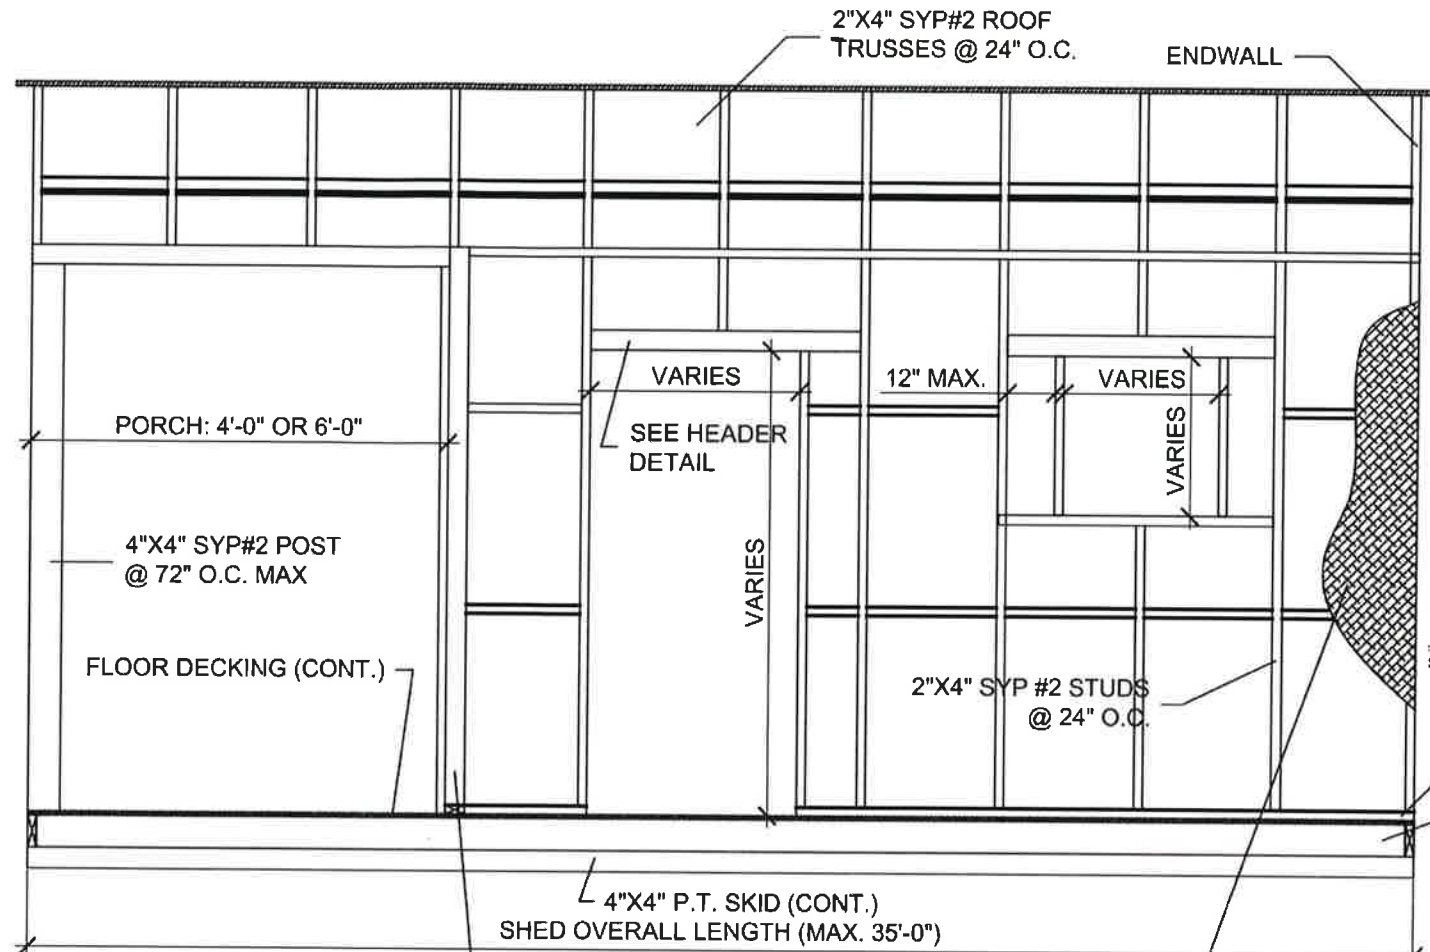 2"X4" SYP#2 ROOF
TRUSSES @ 24" O.C.
ENDWALL
VARIES
12" MAX.
VARIES
PORCH: 4'-0" OR 6'-0"
SEE HEADER
DETAIL
VARIES
4"X4" SYP#2 POST
@ 72" O.C. MAX
VARIES
FLOOR DECKING (CONT.)
2"X4" SYP #2 STUDS
@ 24" O.C.
4"X4" P.T. SKID (CONT.)
SHED OVERALL LENGTH (MAX. 35'-0")